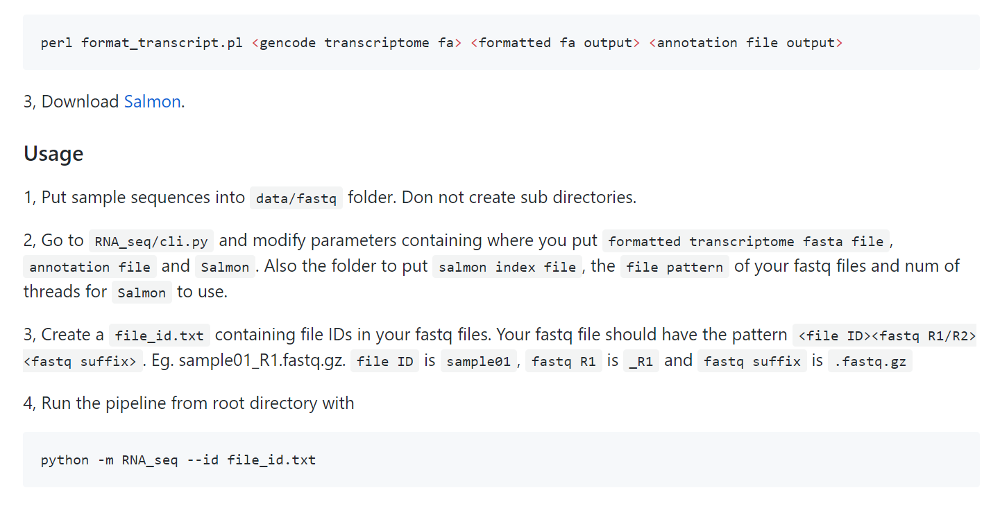 perl format_transcript.pl <gencode transcriptome fa> <formatted fa output> <annotation file output>
3, Download Salmon.
Usage
1, Put sample sequences into data/fastq folder. Don not create sub directories.
2, Go to RNA_seq/cli.py and modify parameters containing where you put formatted transcriptome fasta file,
annotation file and Salmon. Also the folder to put salmon index file, the file pattern of your fastq files and num of
threads for Salmon to use.
3, Create a file_id.txt containing file IDs in your fastq files. Your fastq file should have the pattern <file ID><fastq R1/R2>
<fastq suffix>. Eg. sample01_R1.fastq.gz. file ID is sample01, fastq R1 is _R1 and fastq suffix is .fastq.gz
4, Run the pipeline from root directory with
python -m RNA_seq --id file_id.txt